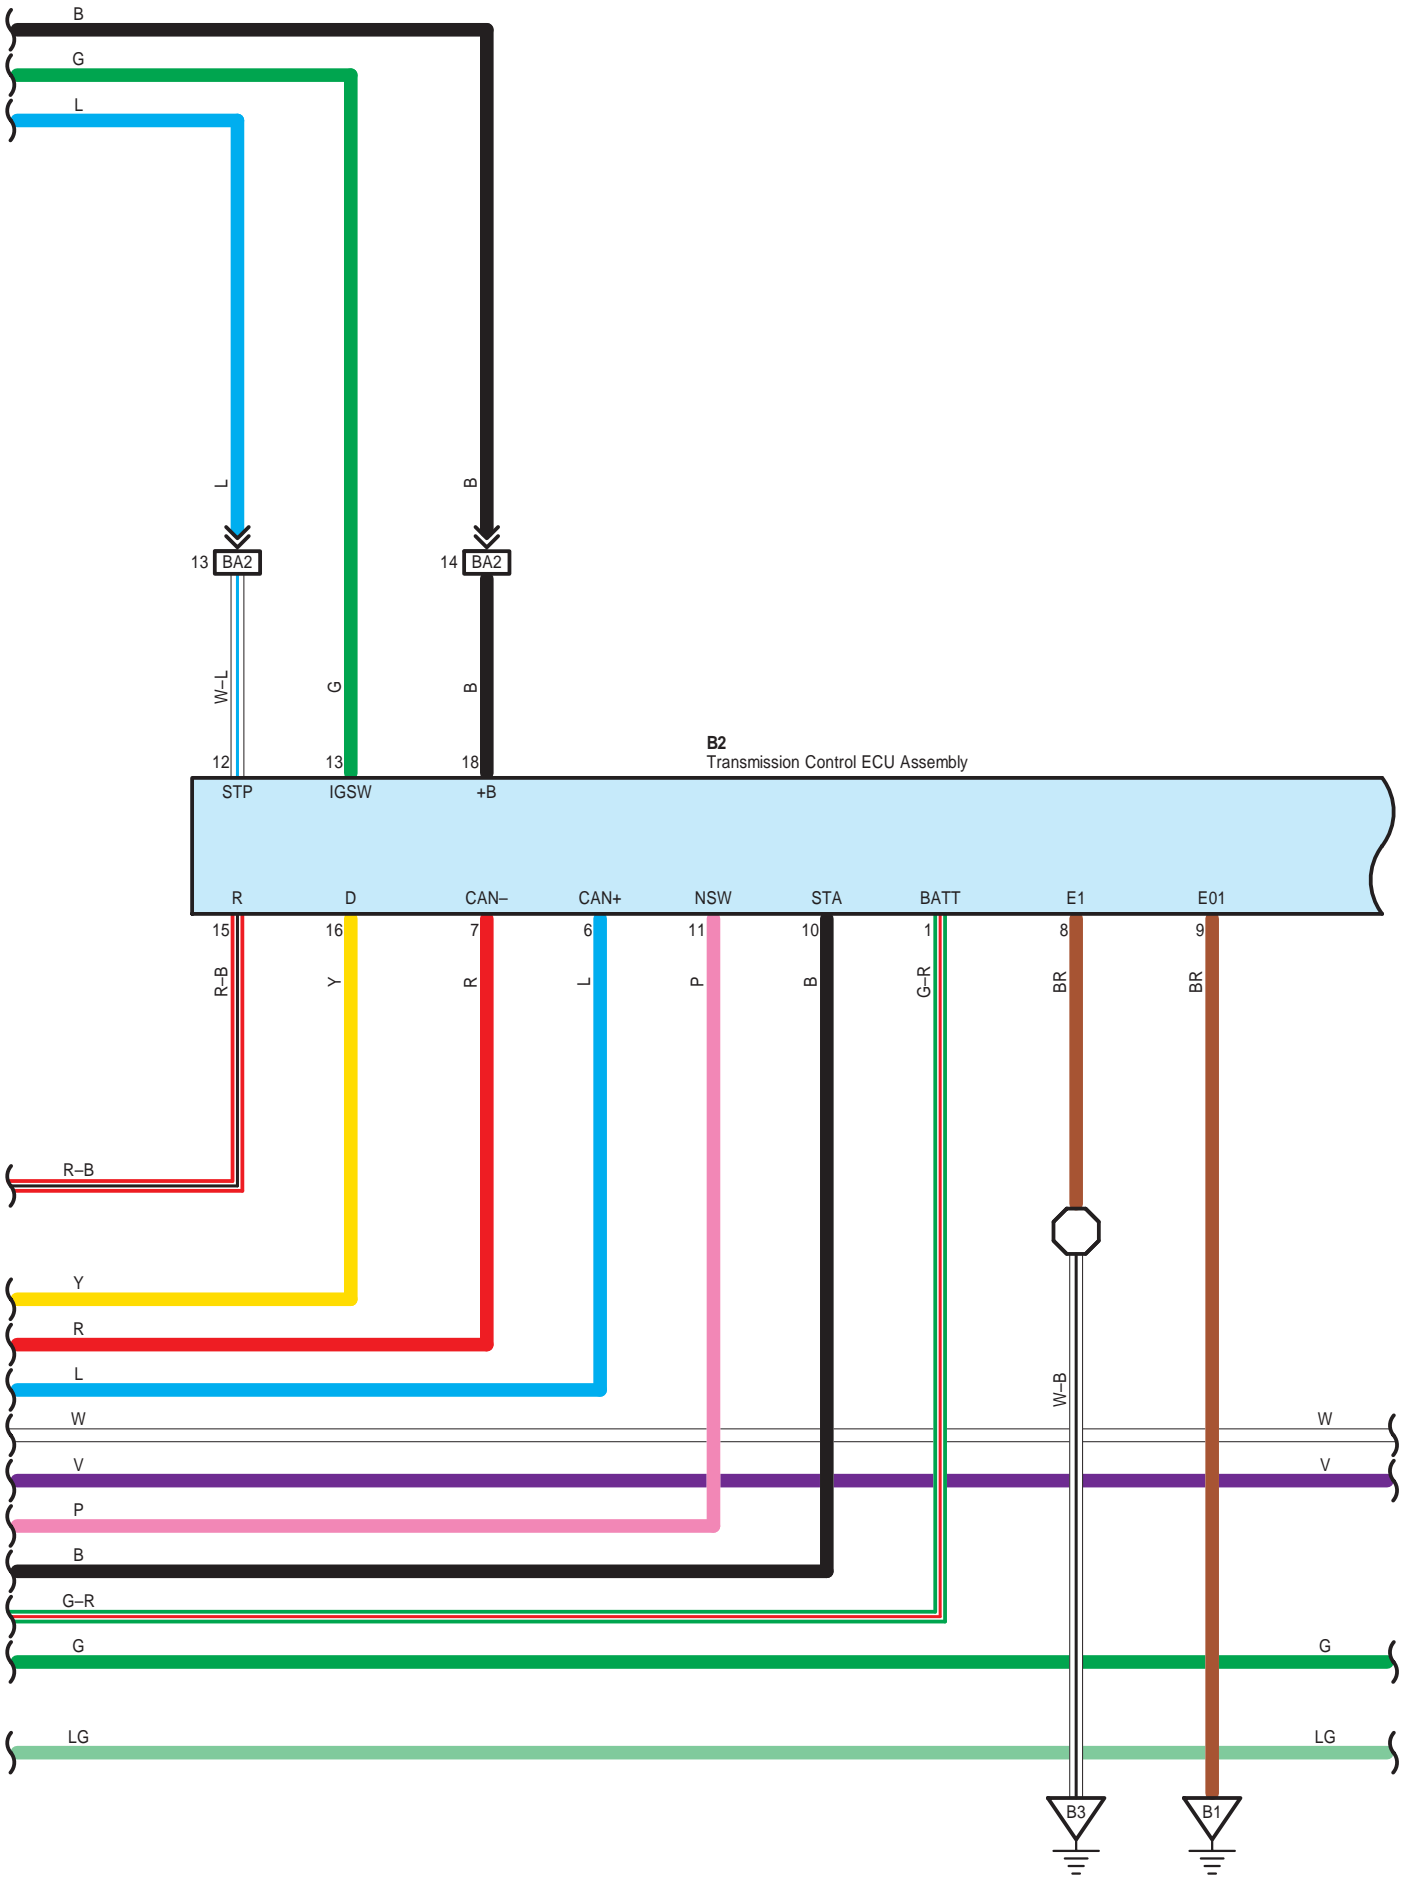 B
G
L
L
B
13 BA2
14 BA2
W–L
G
B
B2
Transmission Control ECU Assembly
12 13 18
STP IGSW +B
R D CAN– CAN+ NSW STA BATT E1 E01
15 16 7 6 11 10 1 8 9
R–B Y R L P B G–R BR BR
R–B
Y
R
L
W–B
W W
V V
P
B
G–R
G G
LG LG
B3 B1